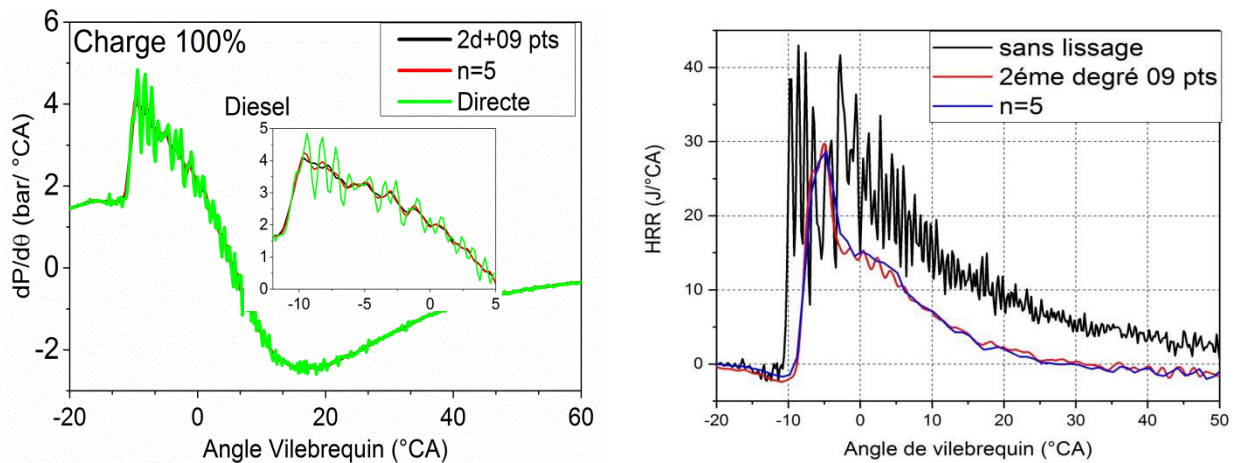 Charge 100%
2d+09 pts
n=5
Directe
Diesel
5
4
3
2
1
0
-10 -5 0 5
6
4
2
0
-2
dP/dθ (bar/ °CA)
-20 0 20 40 60
Angle Vilebrequin (°CA)
sans lissage
2éme degré 09 pts
n=5
40
30
20
10
0
HRR (J/°CA)
-20 -10 0 10 20 30 40 50
Angle de vilebrequin (°CA)